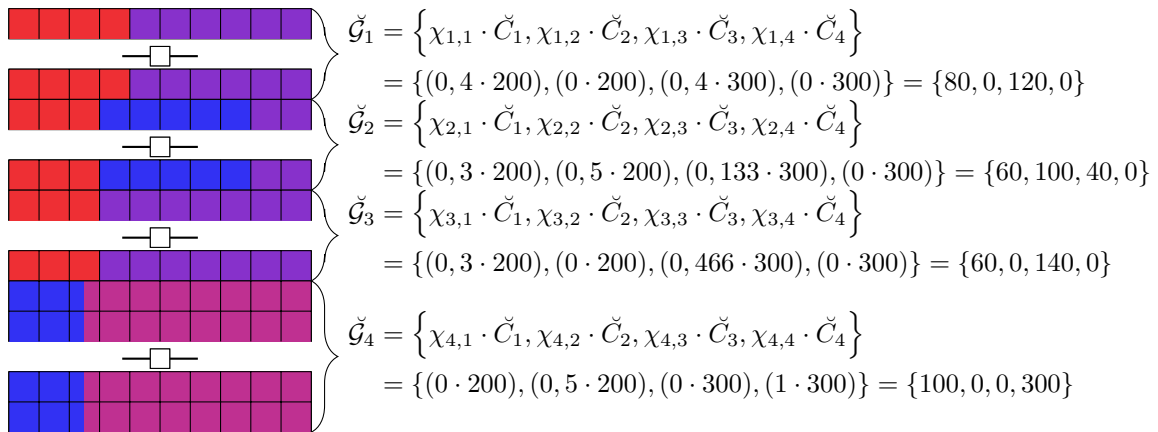 𝒢̆₁ = {χ₁,₁ · C̆₁, χ₁,₂ · C̆₂, χ₁,₃ · C̆₃, χ₁,₄ · C̆₄}
= {(0, 4 · 200), (0 · 200), (0, 4 · 300), (0 · 300)} = {80, 0, 120, 0}
𝒢̆₂ = {χ₂,₁ · C̆₁, χ₂,₂ · C̆₂, χ₂,₃ · C̆₃, χ₂,₄ · C̆₄}
= {(0, 3 · 200), (0, 5 · 200), (0, 133 · 300), (0 · 300)} = {60, 100, 40, 0}
𝒢̆₃ = {χ₃,₁ · C̆₁, χ₃,₂ · C̆₂, χ₃,₃ · C̆₃, χ₃,₄ · C̆₄}
= {(0, 3 · 200), (0 · 200), (0, 466 · 300), (0 · 300)} = {60, 0, 140, 0}
𝒢̆₄ = {χ₄,₁ · C̆₁, χ₄,₂ · C̆₂, χ₄,₃ · C̆₃, χ₄,₄ · C̆₄}
= {(0 · 200), (0, 5 · 200), (0 · 300), (1 · 300)} = {100, 0, 0, 300}